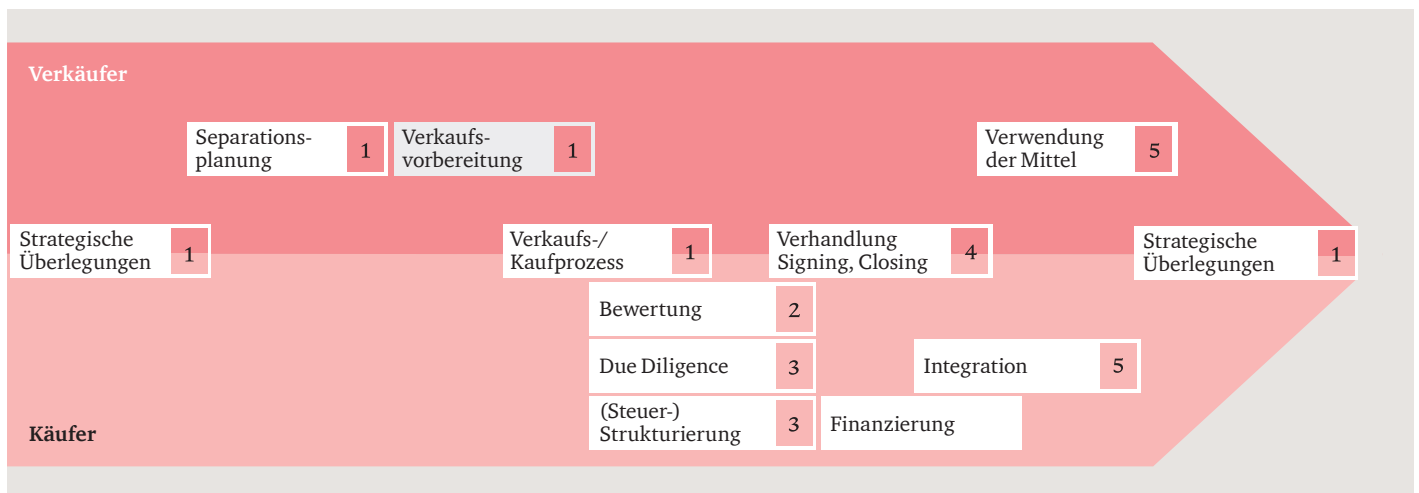 Verkäufer
Separations-
planung
1
Verkaufs-
vorbereitung
1
Verwendung
der Mittel
5
Strategische
Überlegungen
1
Verkaufs-/
Kaufprozess
1
Verhandlung
Signing, Closing
4
Strategische
Überlegungen
1
Bewertung
2
Due Diligence
3
Integration
5
(Steuer-)
Strukturierung
3
Finanzierung
Käufer